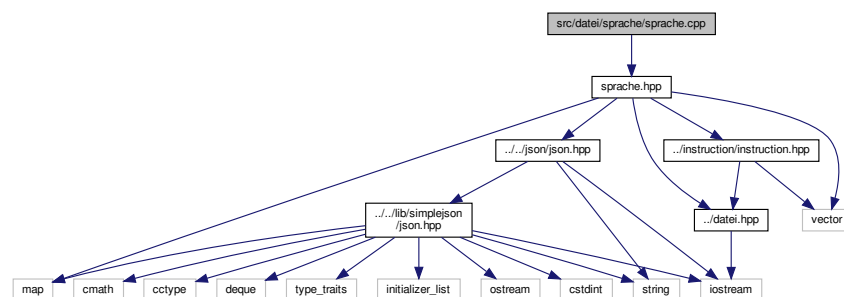 src/datei/sprache/sprache.cpp
sprache.hpp
../../json/json.hpp
../instruction/instruction.hpp
../../lib/simplejson
/json.hpp
../datei.hpp
vector
map
cmath
cctype
deque
type_traits
initializer_list
ostream
cstdint
string
iostream